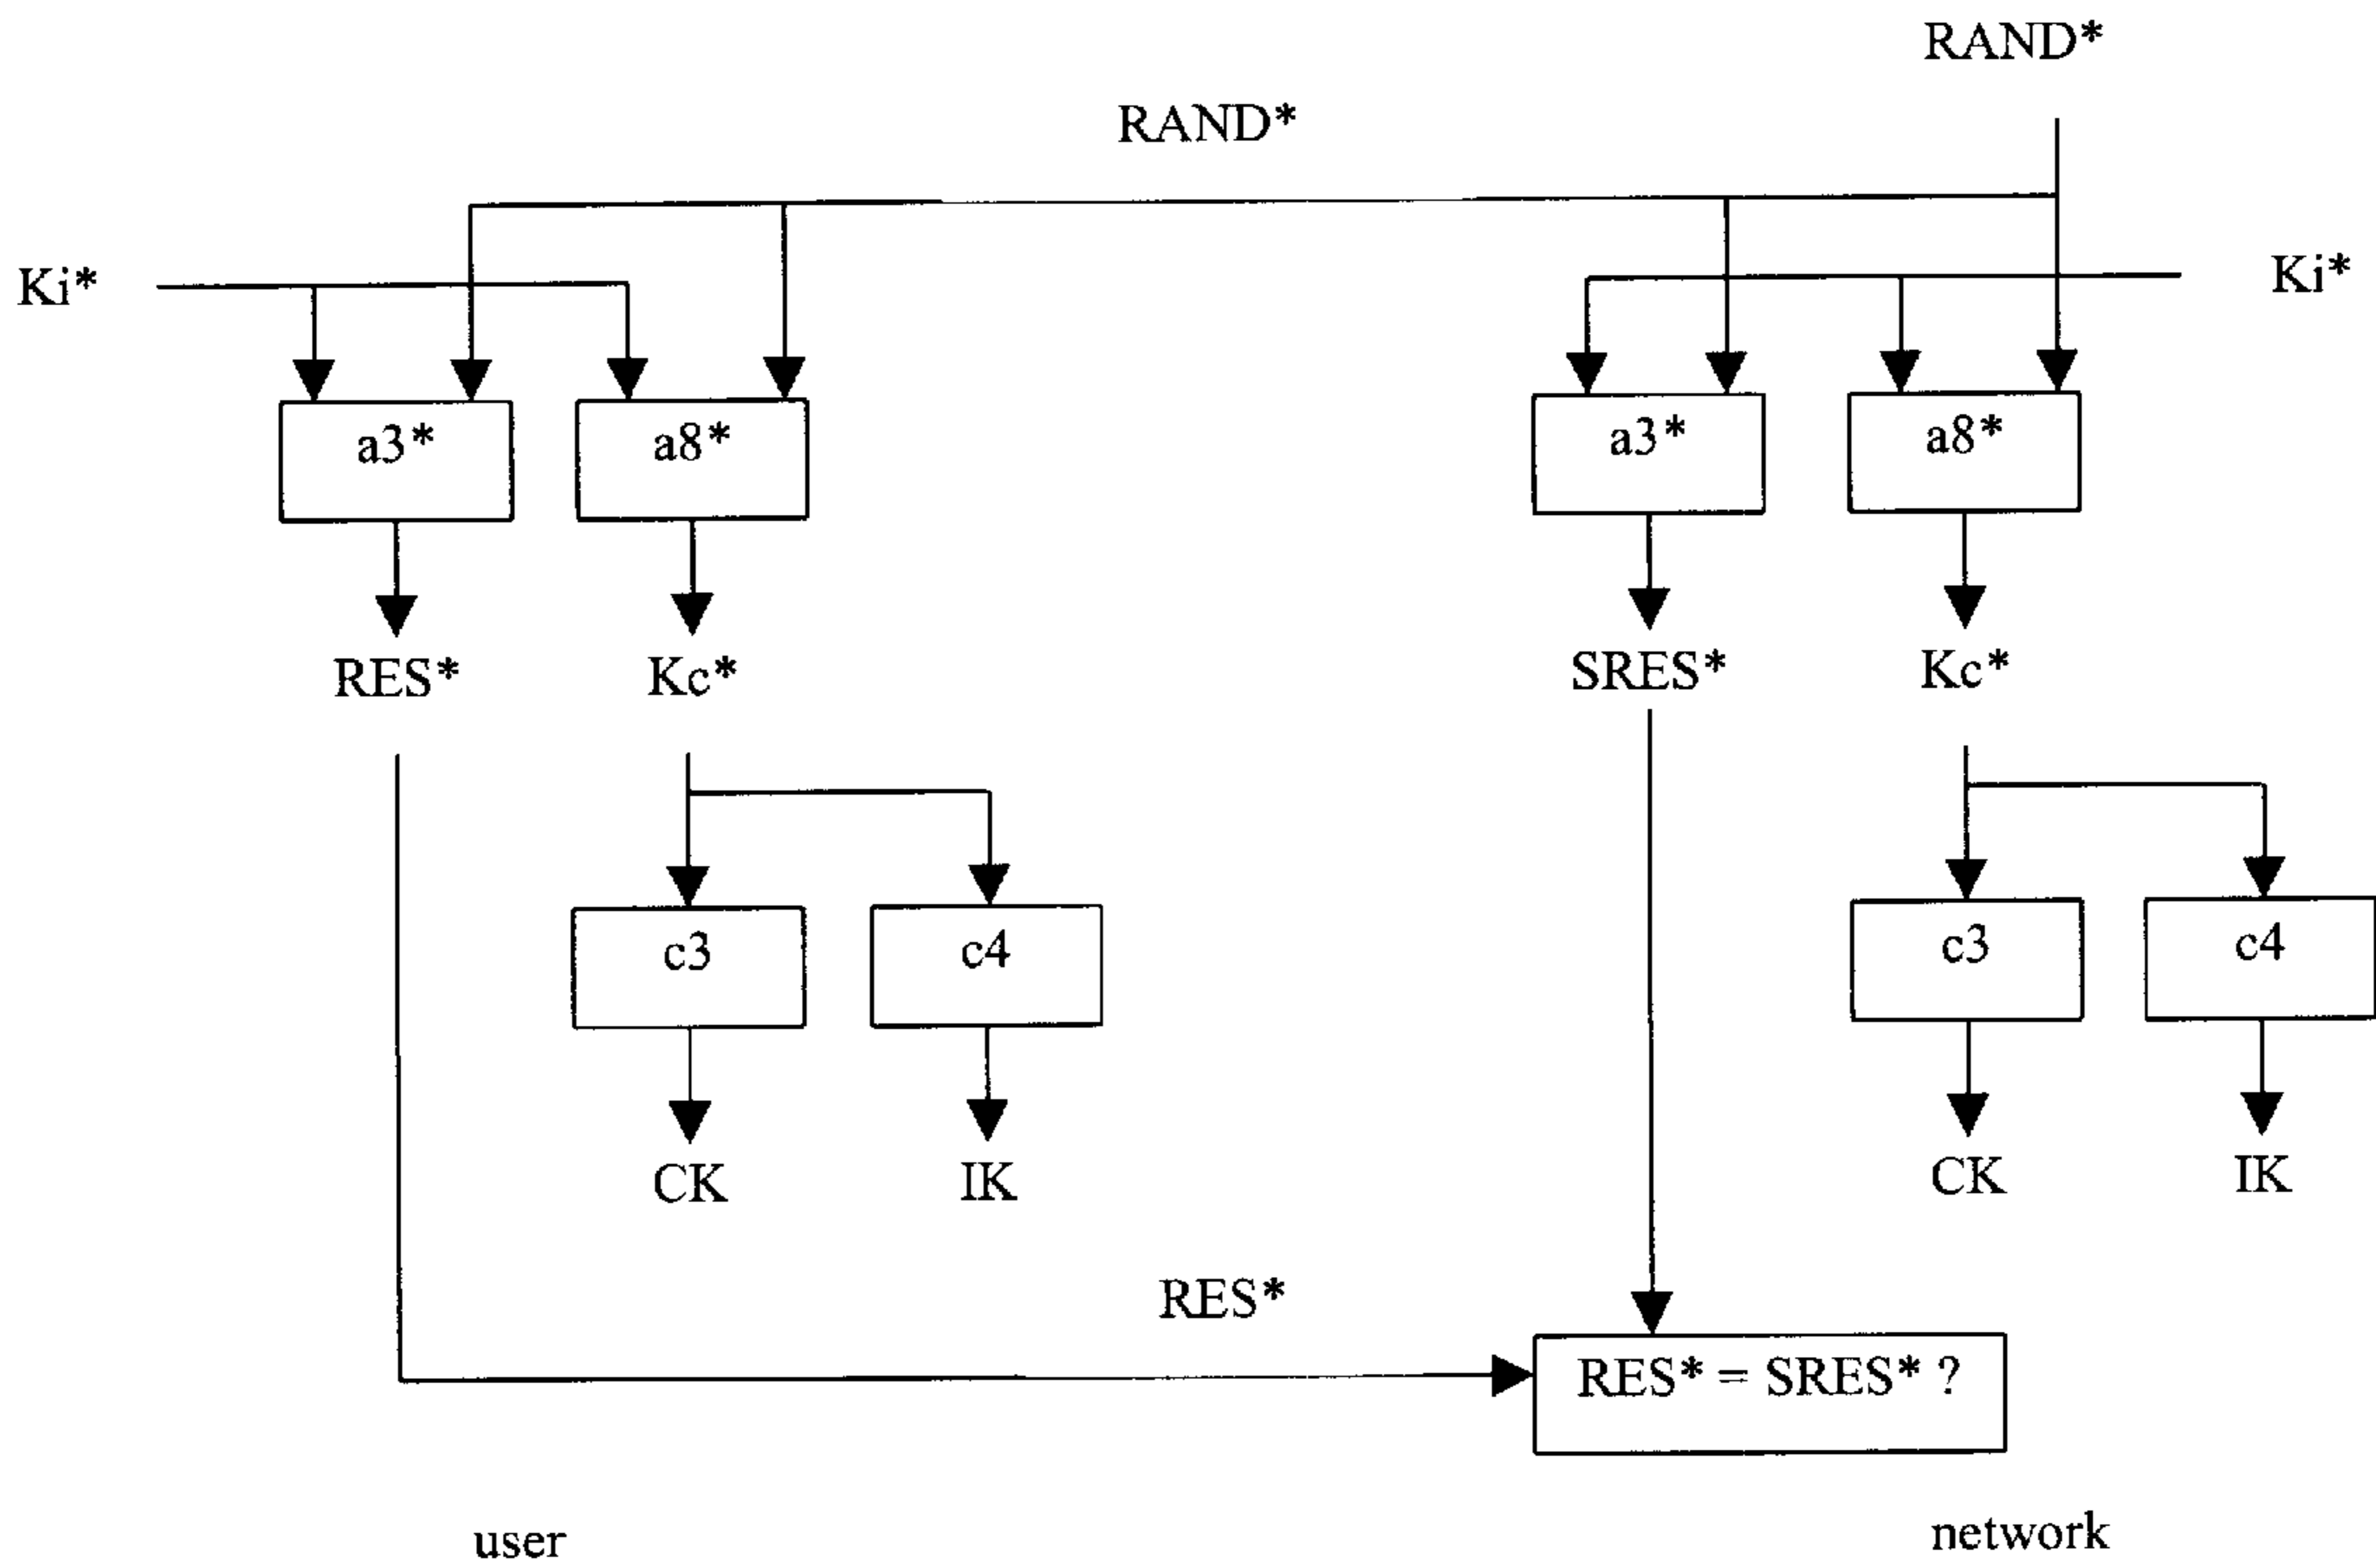 RAND*
RAND*
Ki*
Ki*
a3*
a8*
a3*
a8*
RES*
Kc*
SRES*
Kc*
c3
c4
c3
c4
CK
IK
CK
IK
RES*
RES* = SRES* ?
user
network